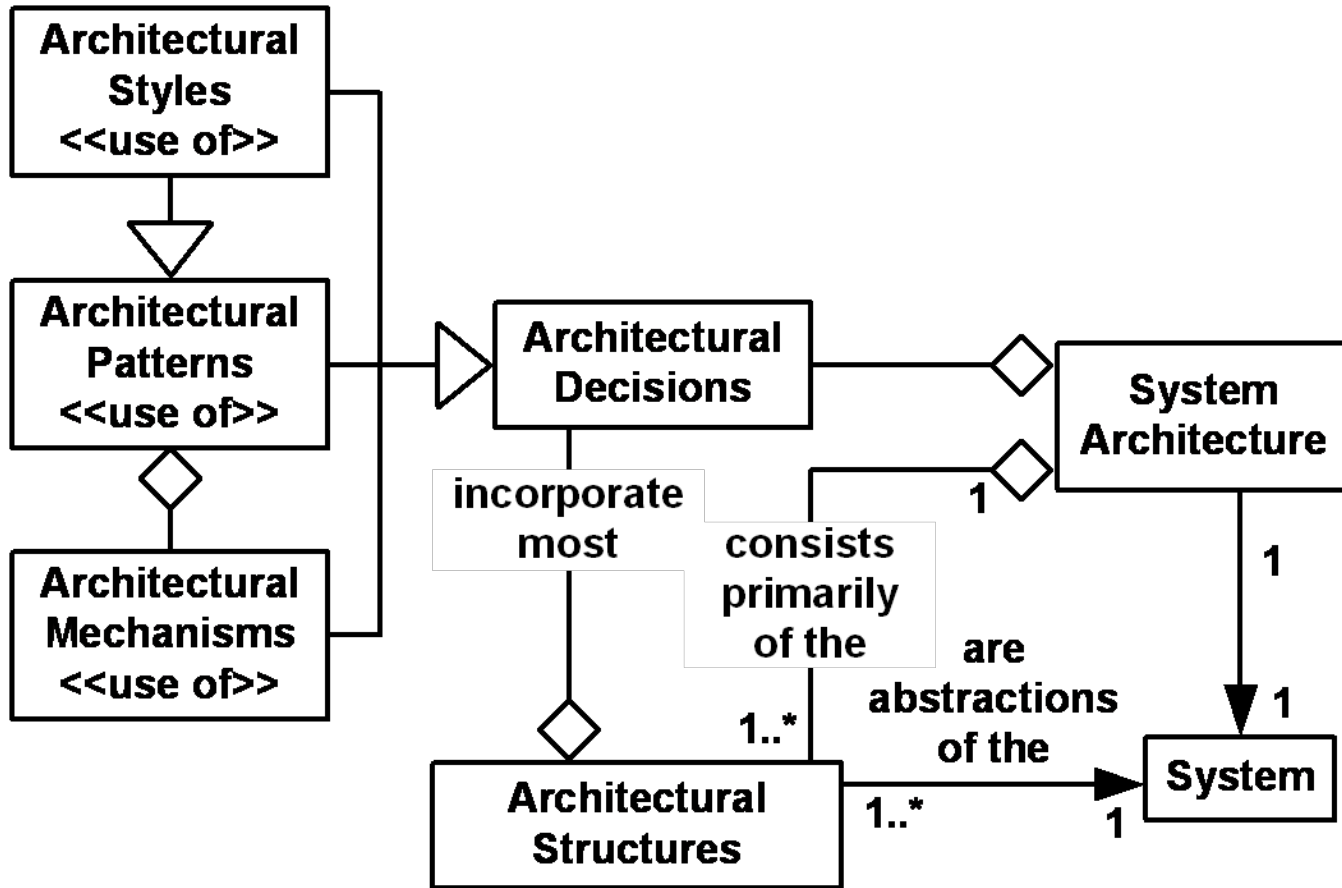 Architectural
Styles
<<use of>>
Architectural
Patterns
<<use of>>
Architectural
Mechanisms
<<use of>>
Architectural
Decisions
System
Architecture
incorporate
most
consists
primarily
of the
1
1
1
are
abstractions
of the
1..*
1..*
1
Architectural
Structures
System